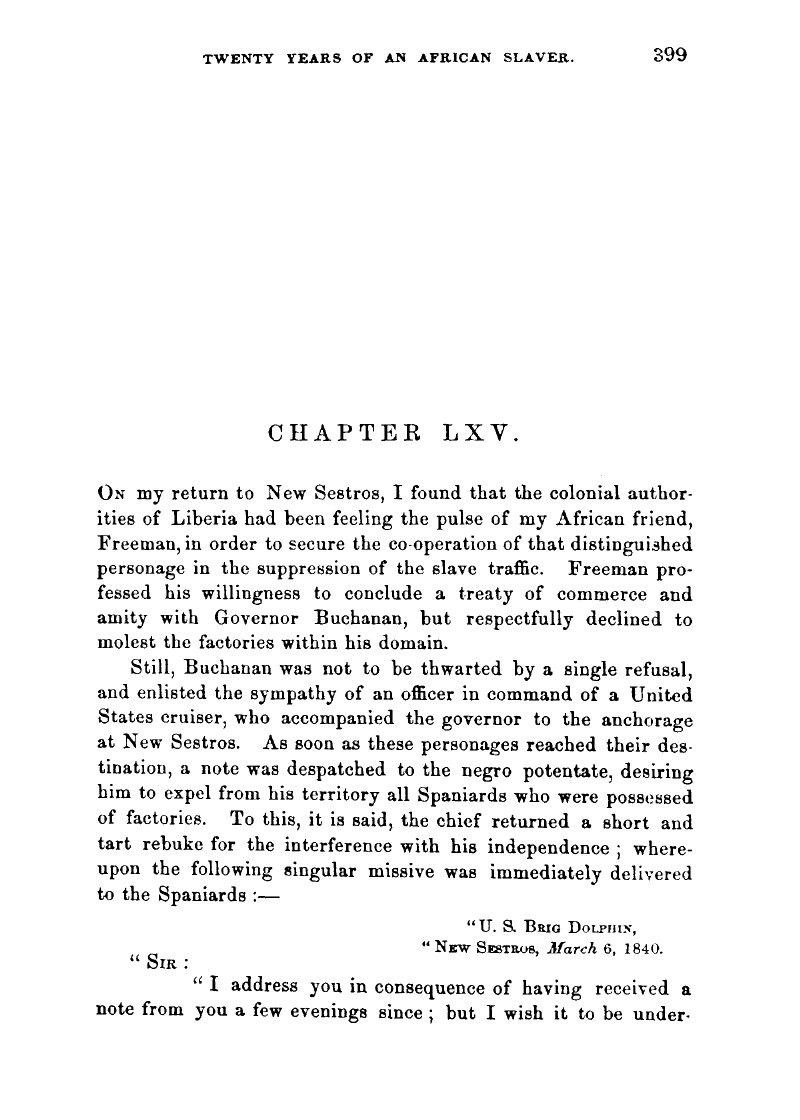 TWENTY YEARS OF AN AFRICAN SLAVER. 399
CHAPTER LXV.
On my return to New Sestros, I found that the colonial author-
ities of Liberia had been feeling the pulse of my African friend,
Freeman, in order to secure the co-operation of that distinguished
personage in the suppression of the slave traffic. Freeman pro-
fessed his willingness to conclude a treaty of commerce and
amity with Governor Buchanan, but respectfully declined to
molest the factories within his domain.
Still, Buchanan was not to be thwarted by a single refusal,
and enlisted the sympathy of an officer in command of a United
States cruiser, who accompanied the governor to the anchorage
at New Sestros. As soon as these personages reached their des-
tination, a note was despatched to the negro potentate, desiring
him to expel from his territory all Spaniards who were possessed
of factories. To this, it is said, the chief returned a short and
tart rebuke for the interference with his independence ; where-
upon the following singular missive was immediately delivered
to the Spaniards :—
"U. S. Brig Dolphin,
"New Sestros, March 6, 1840.
"Sir :
"I address you in consequence of having received a
note from you a few evenings since ; but I wish it to be under-